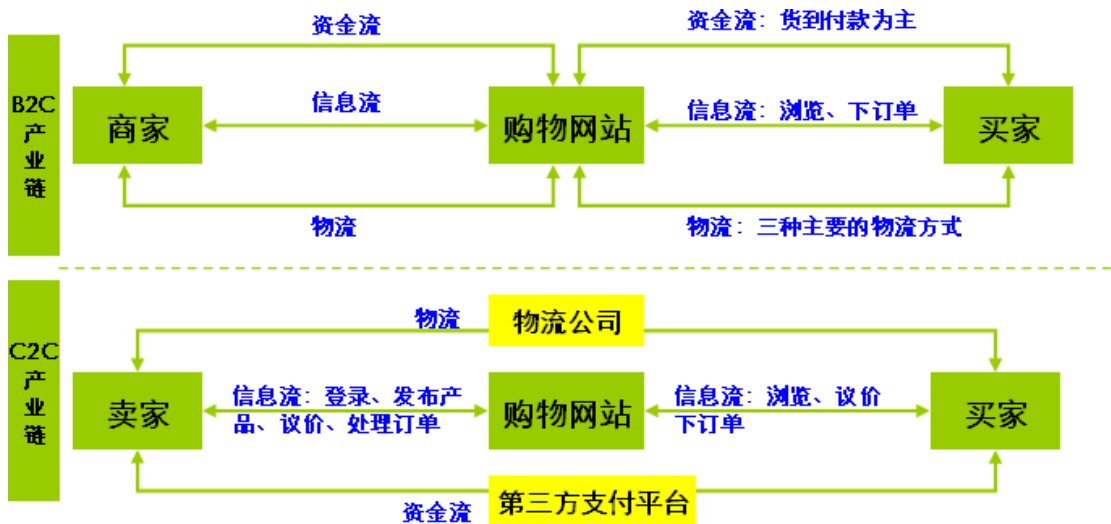 B2C
产
业
链
资金流
资金流：货到付款为主
商家
信息流
购物网站
信息流：浏览、下订单
买家
物流
物流：三种主要的物流方式
C2C
产
业
链
物流
物流公司
卖家
信息流：登录、发布产
品、议价、处理订单
购物网站
信息流：浏览、议价
下订单
买家
资金流
第三方支付平台